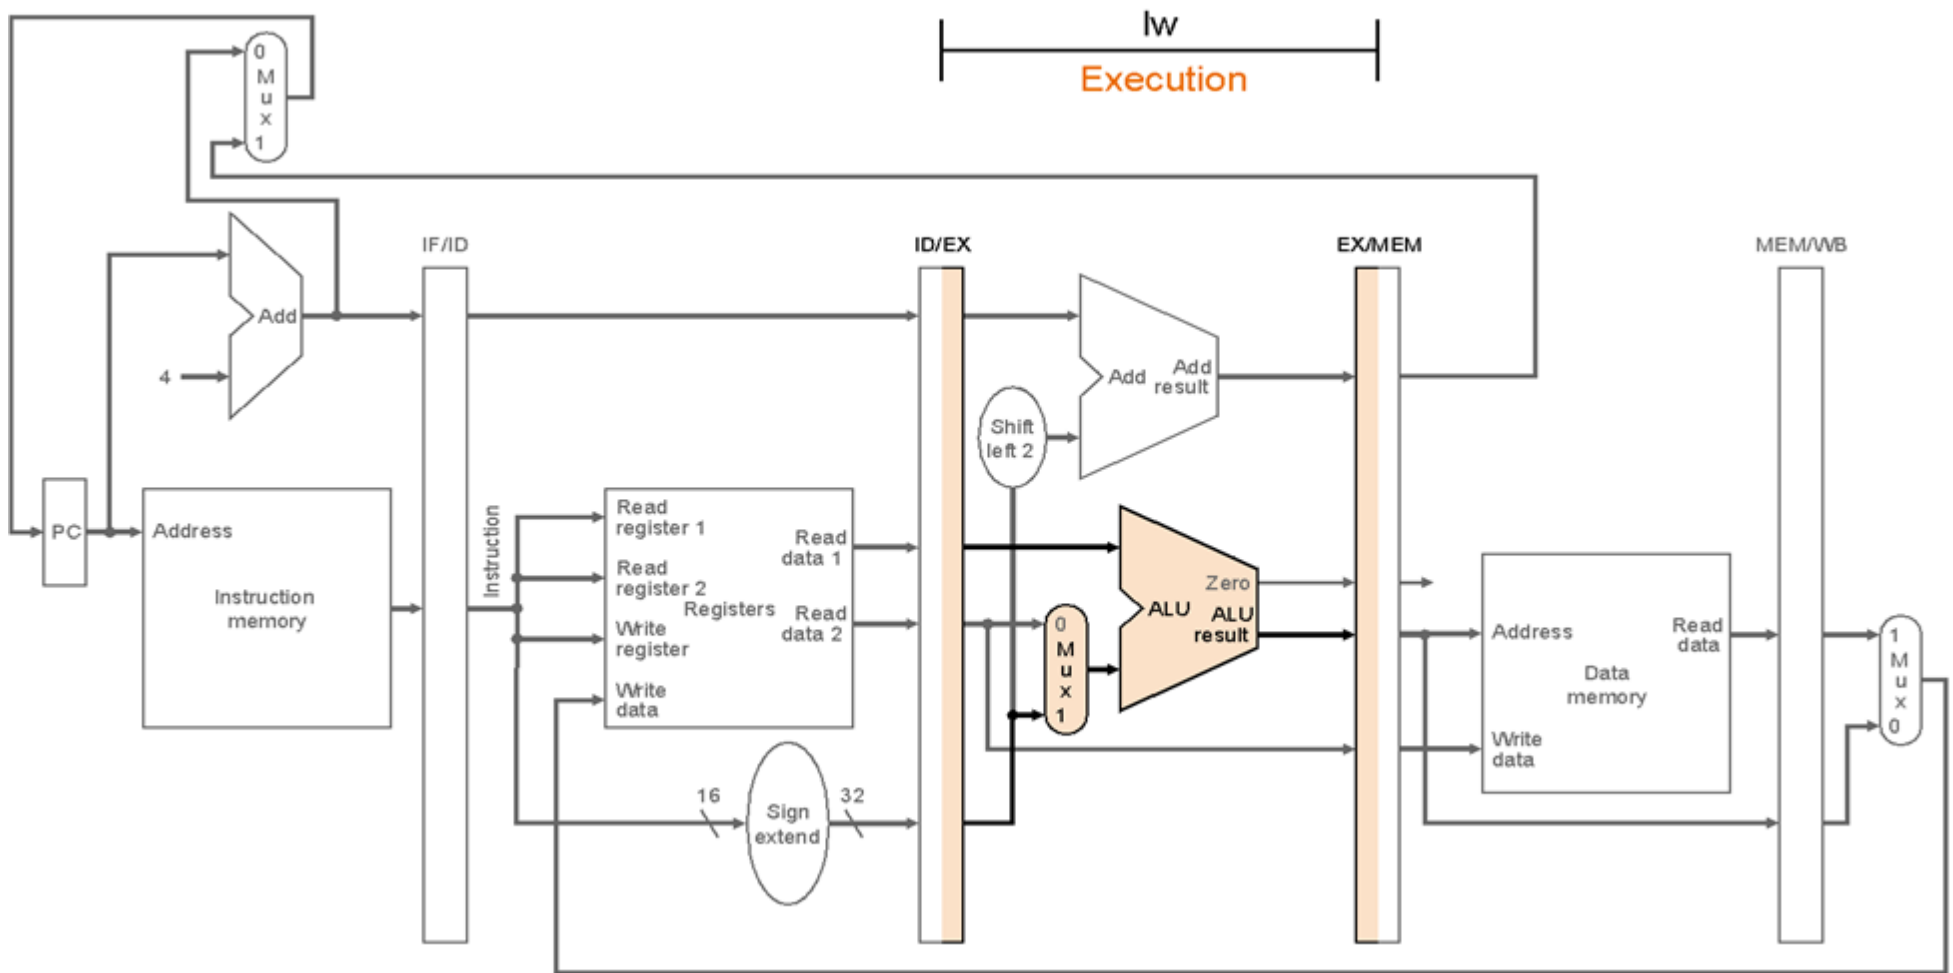 lw
Execution
0
M
u
x
1
IF/ID
ID/EX
EX/MEM
MEM/WB
Add
4
Add
Add
result
Shift
left 2
PC
Address
Instruction
memory
Instruction
Read
register 1
Read
register 2
Write
register
Write
data
Registers
Read
data 1
Read
data 2
16
Sign
extend
32
0
M
u
x
1
Zero
ALU
ALU
result
Address
Read
data
Data
memory
Write
data
1
M
u
x
0